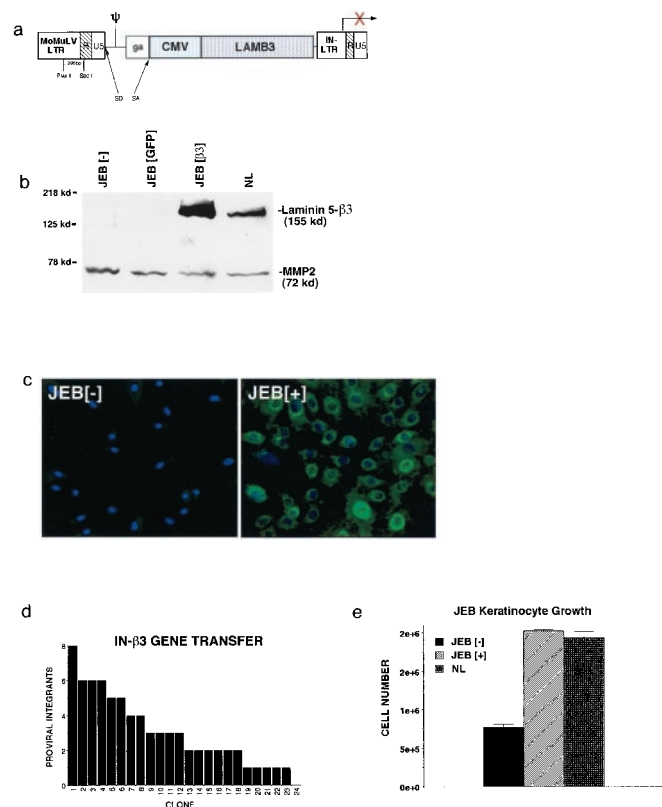 a
ψ
MoMuLV
LTR
R
U5
ga
CMV
LAMB3
IN-
LTR
R
U5
X
Sac I
SD
SA
b
JEB [-]
JEB [GFP]
JEB [β3]
NL
218 kd-
125 kd-
78 kd-
-Laminin 5-β3
(155 kd)
-MMP2
(72 kd)
c
JEB[-]
JEB[+]
d
IN-β3 GENE TRANSFER
PROVIRAL INTEGRANTS
8
6
4
2
0
1 2 3 4 5 6 7 8 9 10 11 12 13 14 15 16 17 18 19 20 21 22 23 24
CLONE
e
JEB Keratinocyte Growth
CELL NUMBER
2e+6
2e+6
1e+6
5e+5
0e+0
JEB [-]
JEB [+]
NL